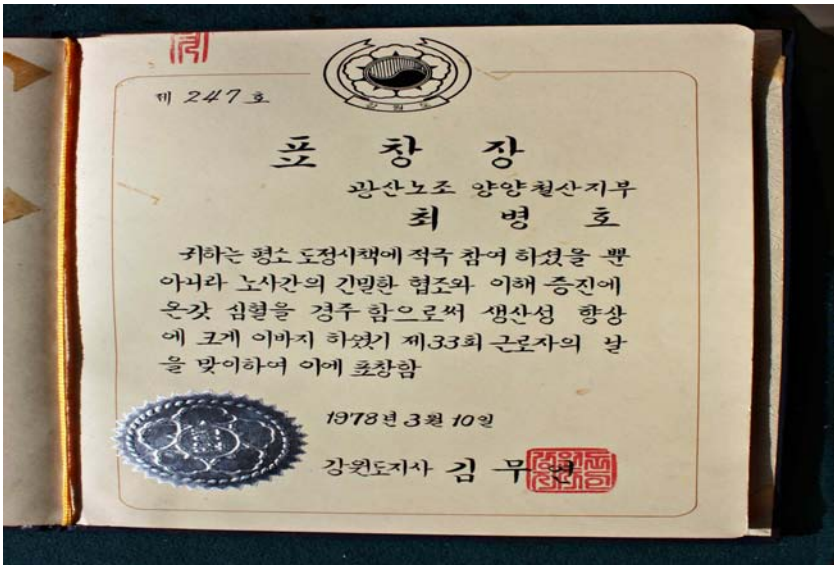 강원도
제 247 호
표 창 장
광산노조 양양철산지부
최 병 호
귀하는 평소 도정시책에 적극 참여 하셨을 뿐
아니라 노사간의 긴밀한 협조와 이해 증진에
온갖 심혈을 경주 함으로써 생산성 향상
에 크게 이바지 하였기 제33회 근로자의 날
을 맞이하여 이에 표창함
1978년 3월 10일
강원도지사 김 무 연